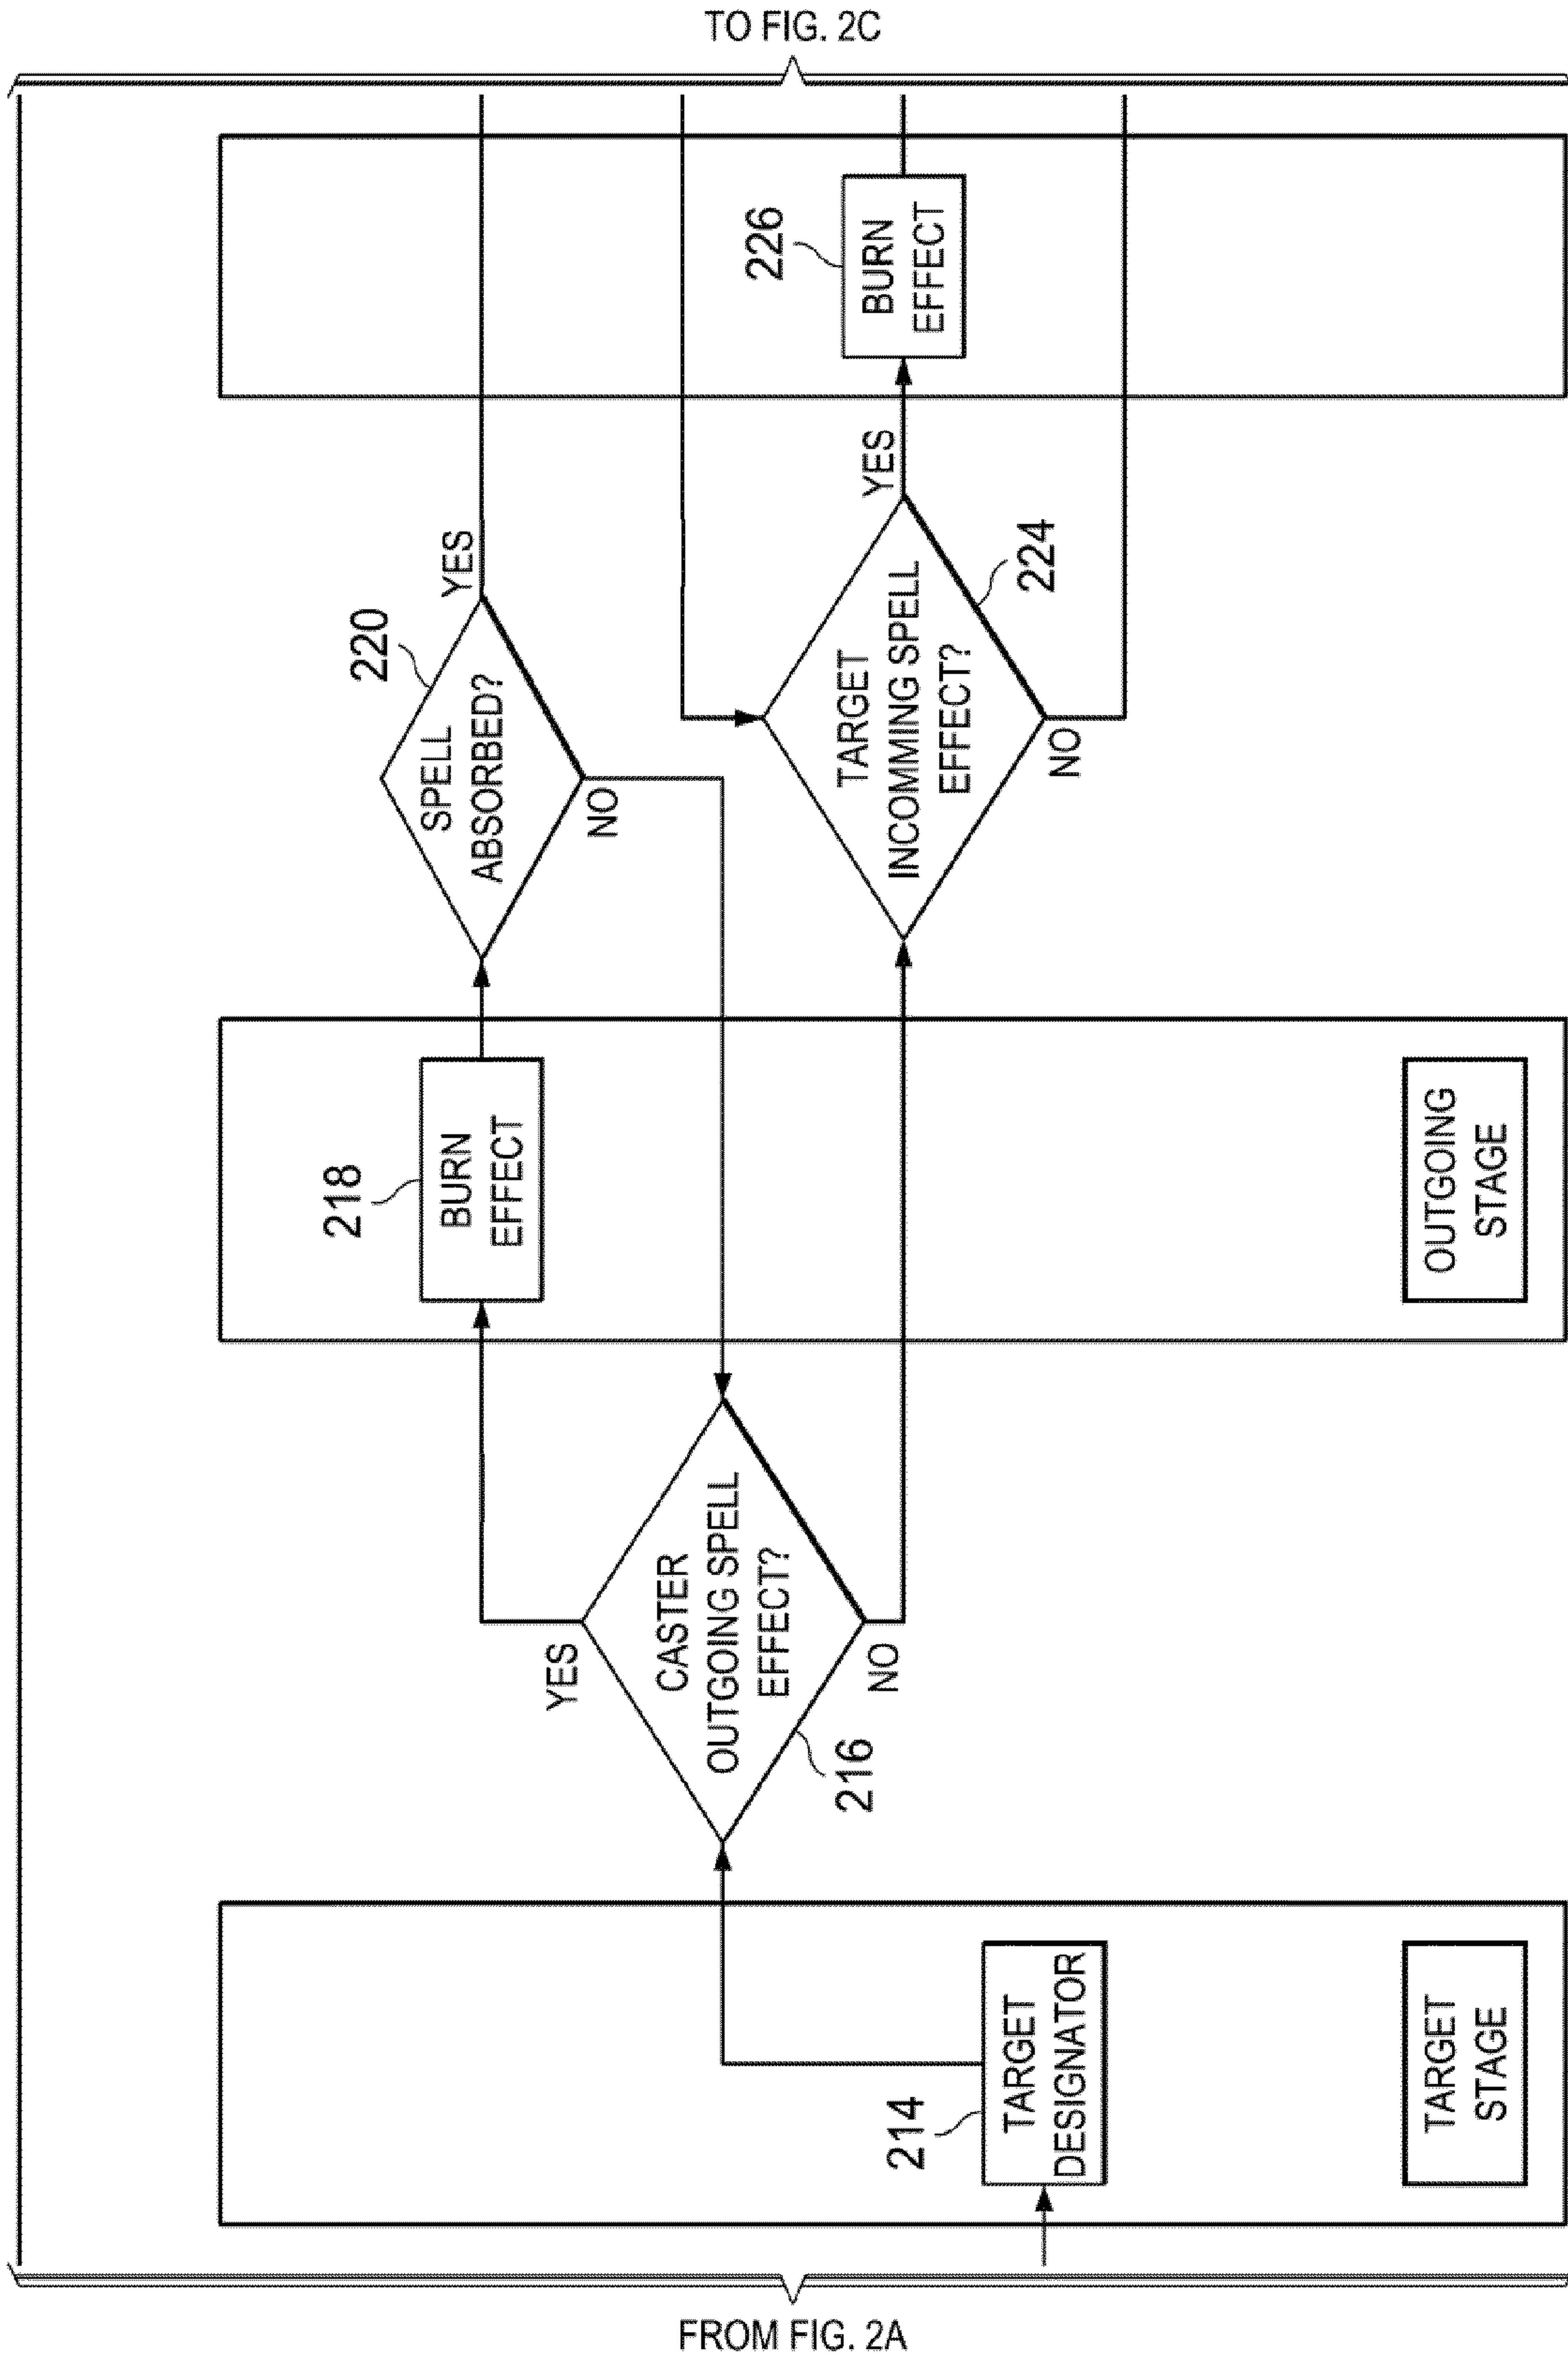 TO FIG. 2C
214
TARGET
DESIGNATOR
TARGET
STAGE
YES
CASTER
OUTGOING SPELL
EFFECT?
NO
216
218
BURN
EFFECT
OUTGOING
STAGE
220
SPELL
ABSORBED?
YES
NO
TARGET
INCOMMING SPELL
EFFECT?
YES
NO
224
226
BURN
EFFECT
FROM FIG. 2A